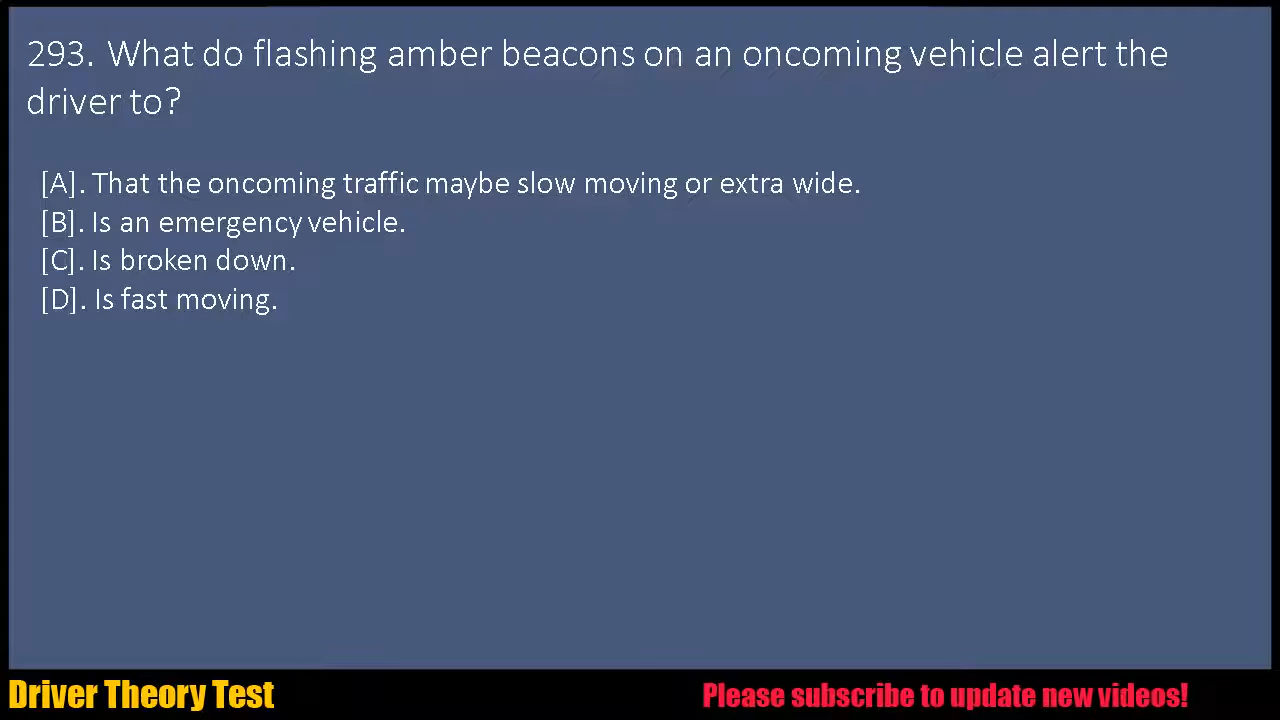 293. What do flashing amber beacons on an oncoming vehicle alert the
driver to?
[A]. That the oncoming traffic maybe slow moving or extra wide.
[B]. Is an emergency vehicle.
[C]. Is broken down.
[D]. Is fast moving.
Driver Theory Test
Please subscribe to update new videos!